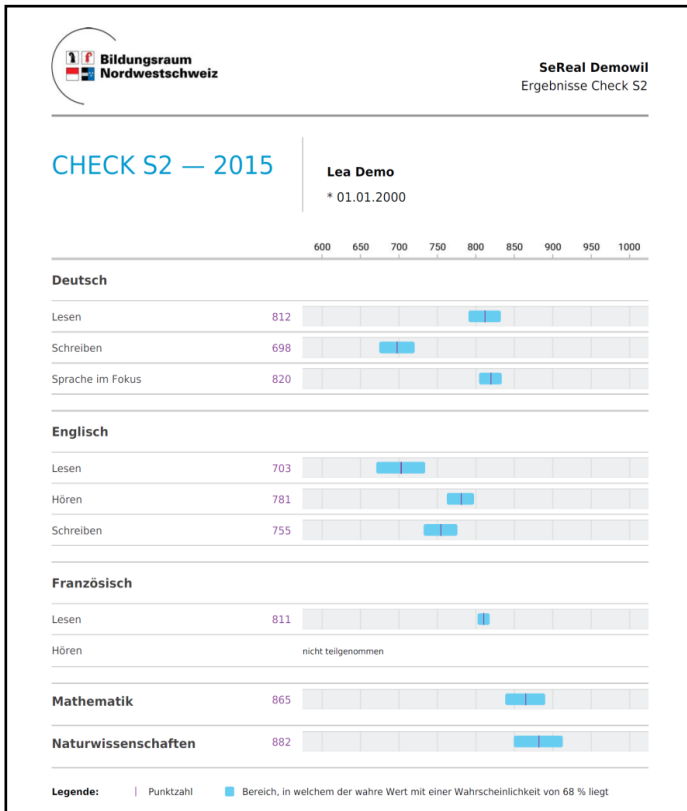 Bildungsraum
Nordwestschweiz
SeReal Demowil
Ergebnisse Check S2
CHECK S2 — 2015
Lea Demo
* 01.01.2000
600 650 700 750 800 850 900 950 1000
Deutsch
Lesen 812
Schreiben 698
Sprache im Fokus 820
Englisch
Lesen 703
Hören 781
Schreiben 755
Französisch
Lesen 811
Hören nicht teilgenommen
Mathematik 865
Naturwissenschaften 882
Legende: | Punktzahl Bereich, in welchem der wahre Wert mit einer Wahrscheinlichkeit von 68 % liegt